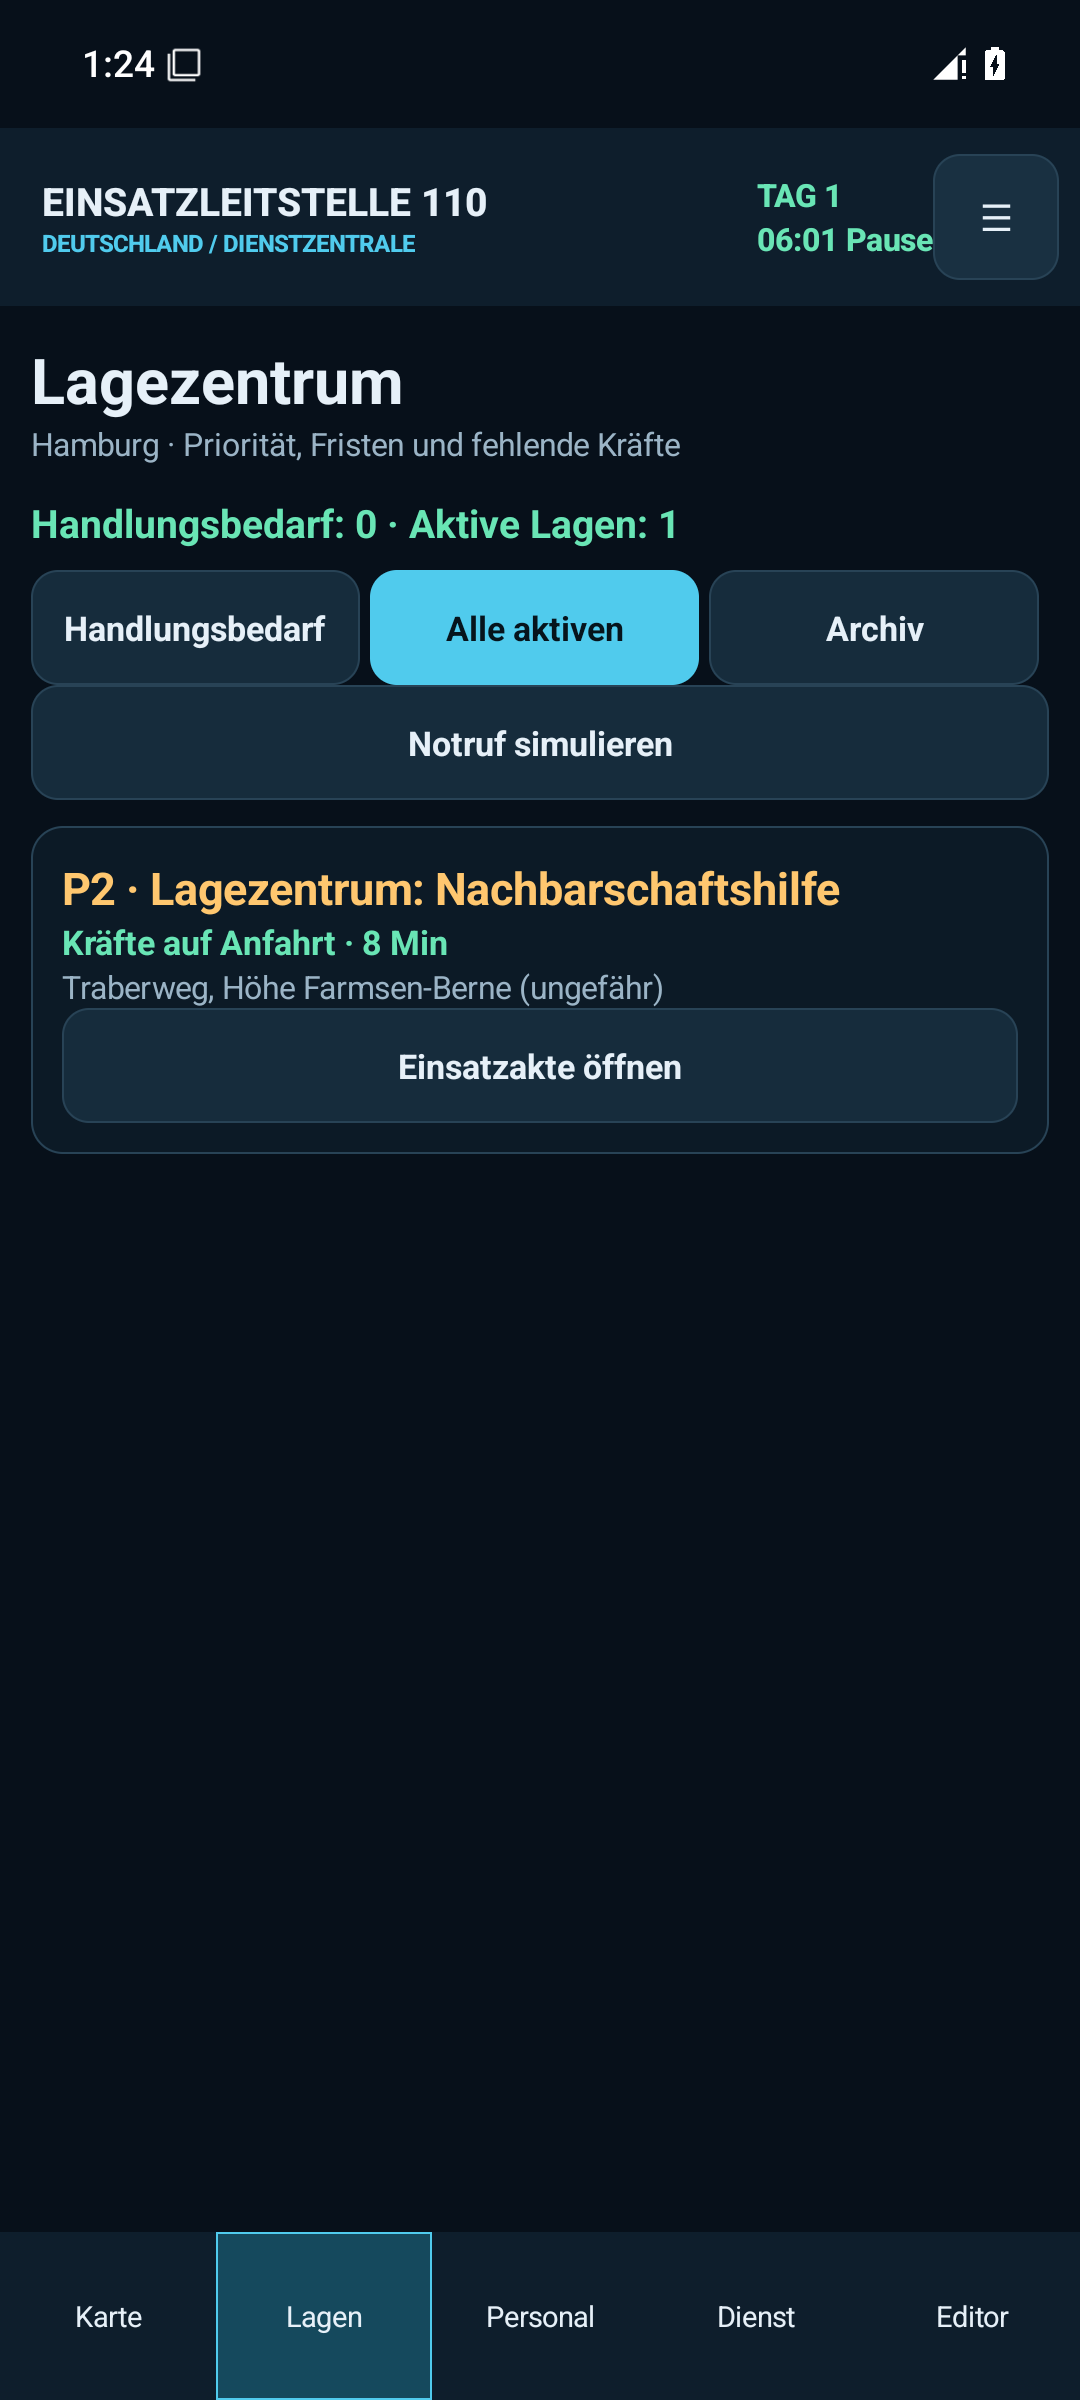 1:24
EINSATZLEITSTELLE 110
DEUTSCHLAND / DIENSTZENTRALE
TAG 1
06:01 Pause
Lagezentrum
Hamburg · Priorität, Fristen und fehlende Kräfte
Handlungsbedarf: 0 · Aktive Lagen: 1
Handlungsbedarf
Alle aktiven
Archiv
Notruf simulieren
P2 · Lagezentrum: Nachbarschaftshilfe
Kräfte auf Anfahrt · 8 Min
Traberweg, Höhe Farmsen-Berne (ungefähr)
Einsatzakte öffnen
Karte
Lagen
Personal
Dienst
Editor